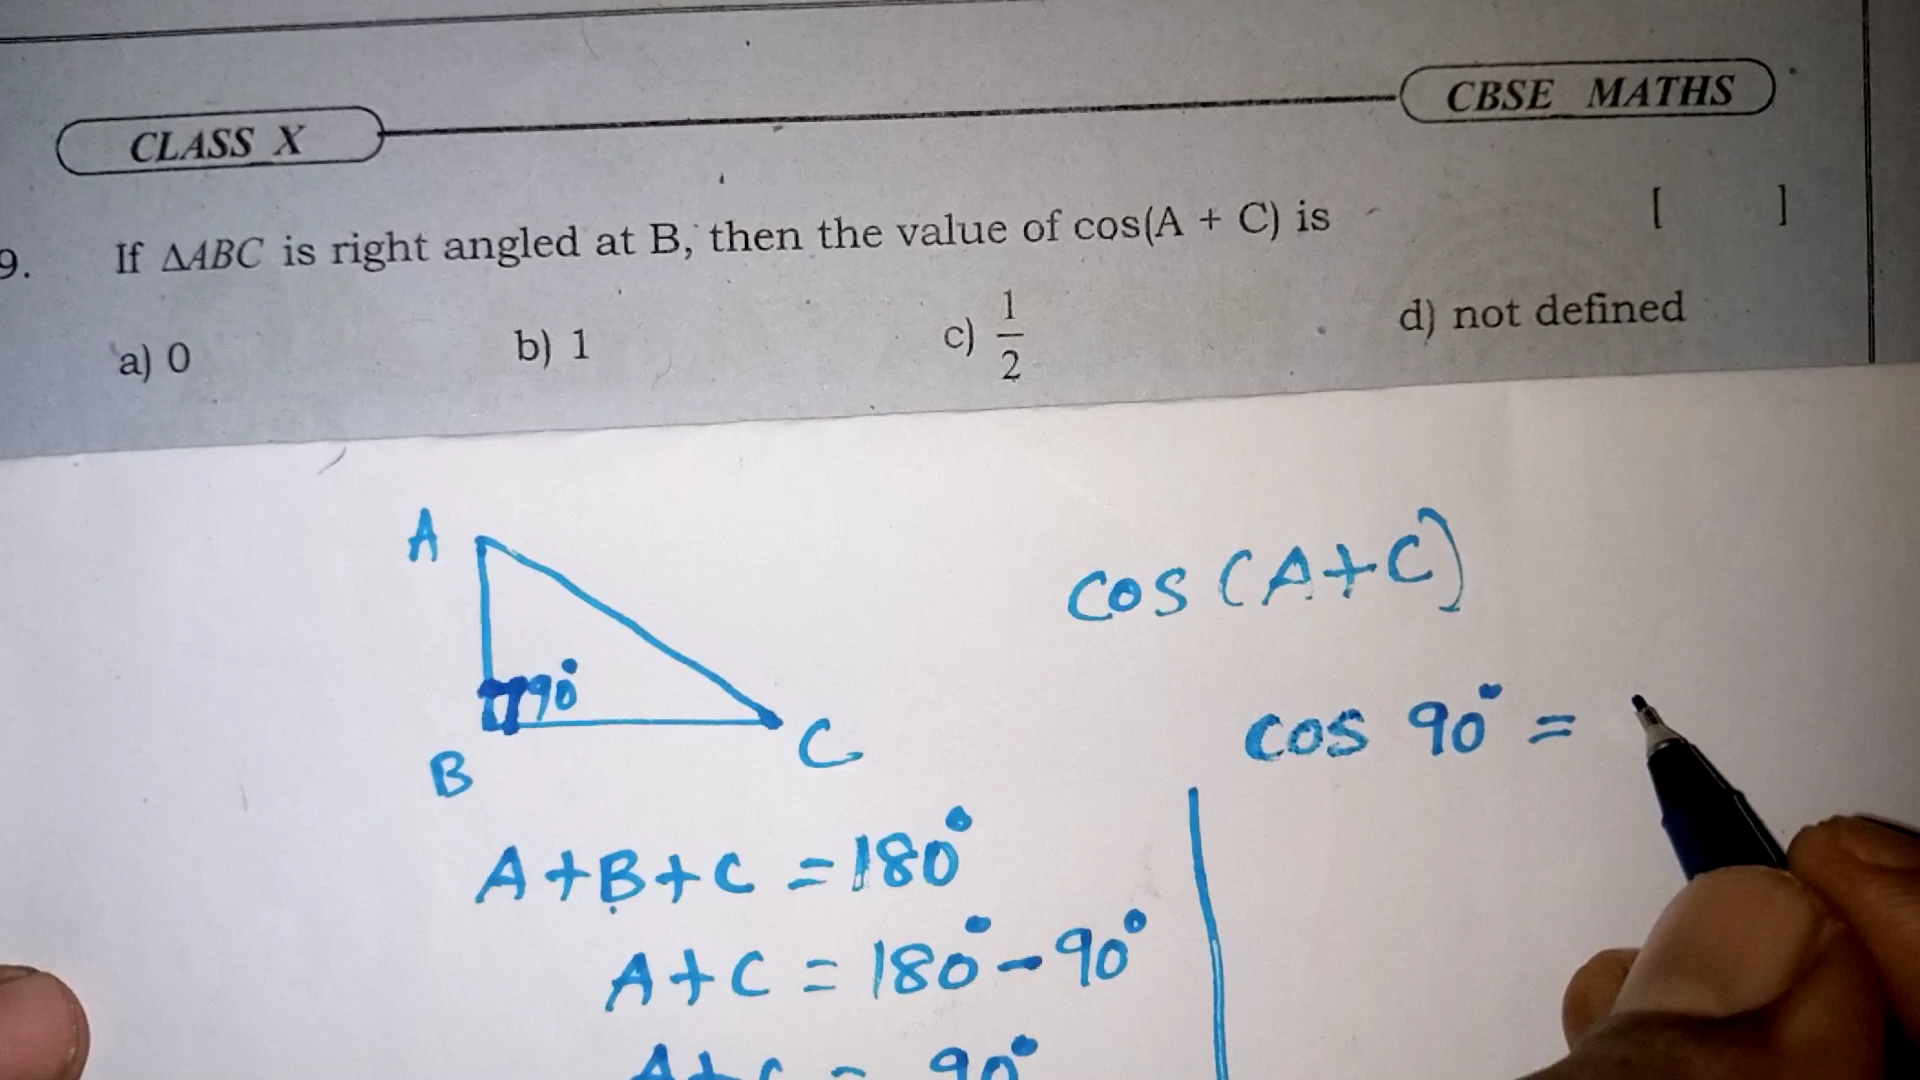 CLASS X
CBSE MATHS
9. If ΔABC is right angled at B, then the value of cos(A + C) is [ ]
a) 0 b) 1 c) 1/2 d) not defined
A
90°
B
C
cos (A+C)
cos 90° =
A+B+C = 180°
A+C = 180° - 90°
A+C = 90°